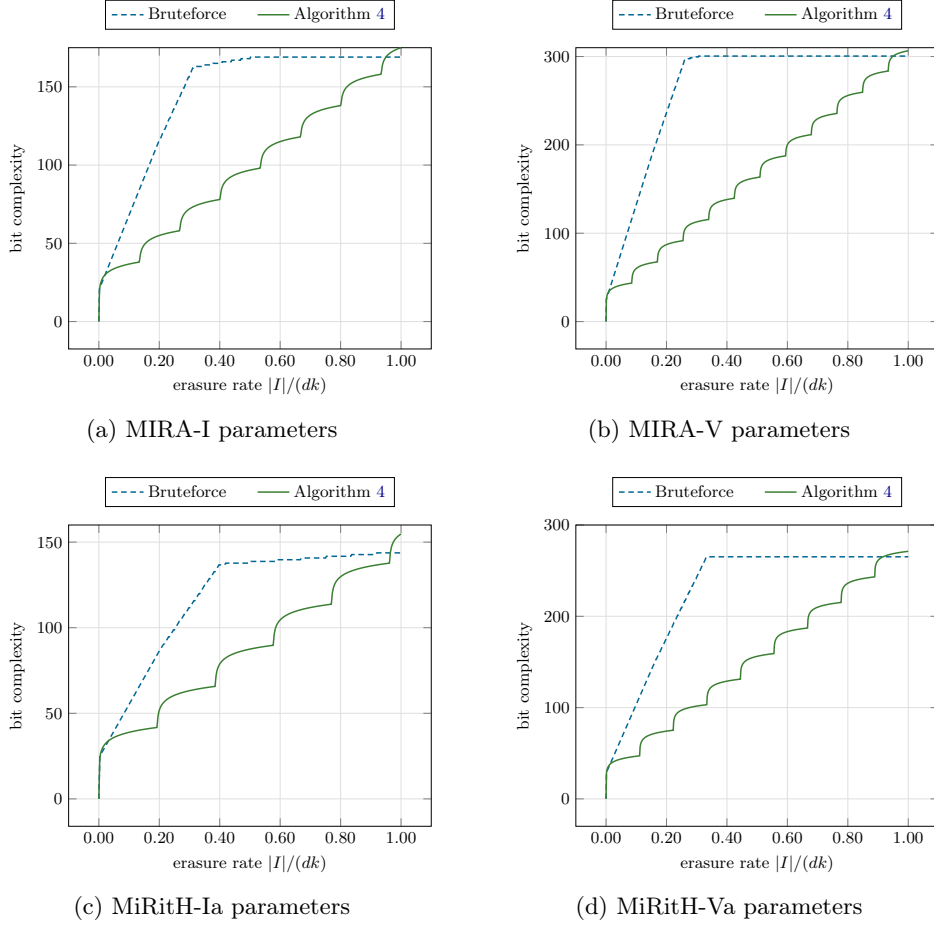 Bruteforce Algorithm 4
Bruteforce Algorithm 4
150
100
50
0
bit complexity
0.00 0.20 0.40 0.60 0.80 1.00
erasure rate |I|/(dk)
300
200
100
0
bit complexity
0.00 0.20 0.40 0.60 0.80 1.00
erasure rate |I|/(dk)
(a) MIRA-I parameters
(b) MIRA-V parameters
Bruteforce Algorithm 4
Bruteforce Algorithm 4
150
100
50
0
bit complexity
0.00 0.20 0.40 0.60 0.80 1.00
erasure rate |I|/(dk)
300
200
100
0
bit complexity
0.00 0.20 0.40 0.60 0.80 1.00
erasure rate |I|/(dk)
(c) MiRitH-Ia parameters
(d) MiRitH-Va parameters